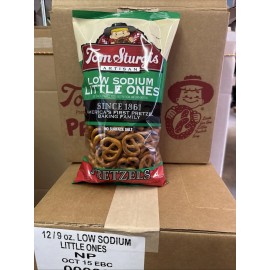 Tom Sturgis
ARTISAN
LOW SODIUM
LITTLE ONES
SINCE 1861
AMERICA'S FIRST PRETZEL
BAKING FAMILY
NO SURFACE SALT
PRETZELS
12 / 9 oz. LOW SODIUM
LITTLE ONES
NP
OCT 15 EBC